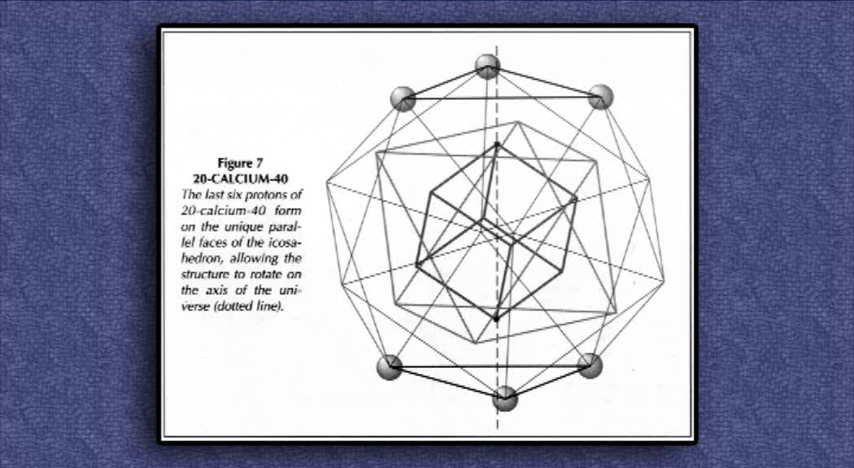 Figure 7
20-CALCIUM-40
The last six protons of
20-calcium-40 form
on the unique paral-
lel faces of the icosa-
hedron, allowing the
structure to rotate on
the axis of the uni-
verse (dotted line).